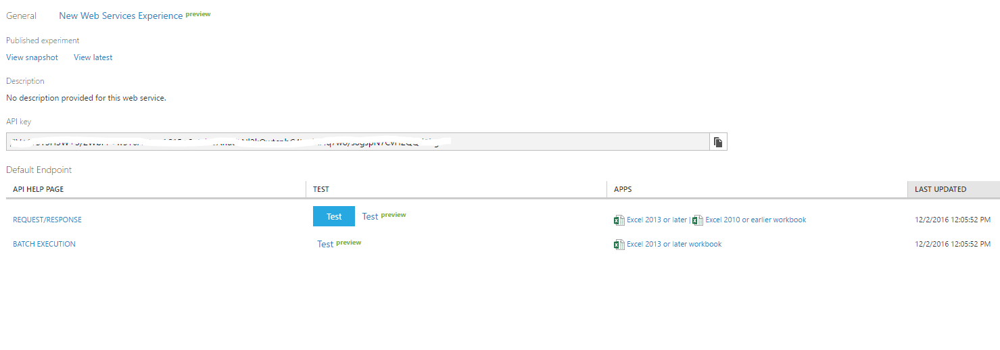 General New Web Services Experience preview
Published experiment
View snapshot View latest
Description
No description provided for this web service.
API key
Default Endpoint
API HELP PAGE TEST APPS LAST UPDATED
REQUEST/RESPONSE Test Test preview Excel 2013 or later | Excel 2010 or earlier workbook 12/2/2016 12:05:52 PM
BATCH EXECUTION Test preview Excel 2013 or later workbook 12/2/2016 12:05:52 PM